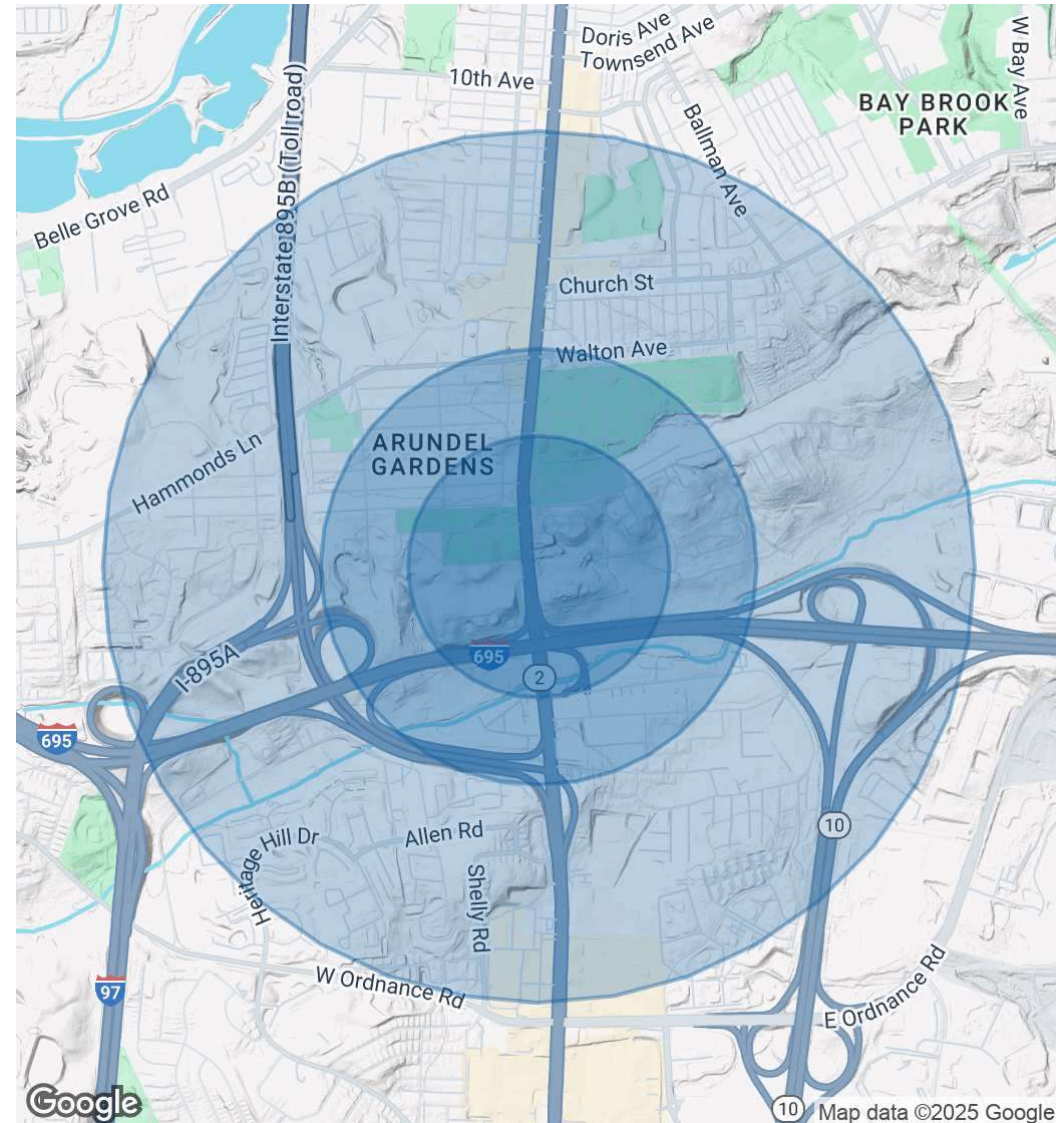 Doris Ave
Townsend Ave
W Bay Ave
10th Ave
BAY BROOK
PARK
Interstate 895B (Toll road)
Ballman Ave
Belle Grove Rd
Church St
Walton Ave
ARUNDEL
GARDENS
Hammonds Ln
I-895A
695
2
695
10
Heritage Hill Dr
Allen Rd
Shelly Rd
W Ordnance Rd
97
E Ordnance Rd
Google
10
Map data ©2025 Google